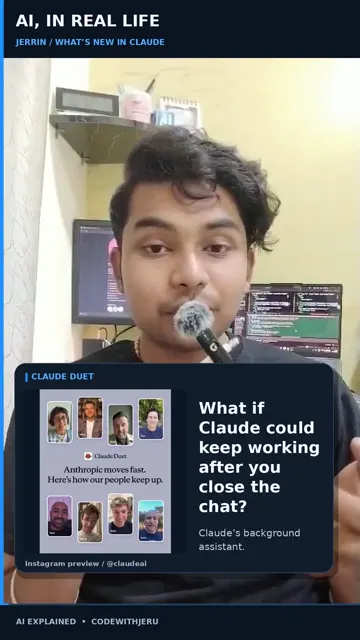 AI, IN REAL LIFE
JERRIN / WHAT'S NEW IN CLAUDE
CLAUDE DUET
Claude Duet
Anthropic moves fast.
Here's how our people keep up.
What if
Claude could
keep working
after you
close the
chat?
Claude's background
assistant.
Instagram preview / @claudeai
AI EXPLAINED • CODEWITHJERU